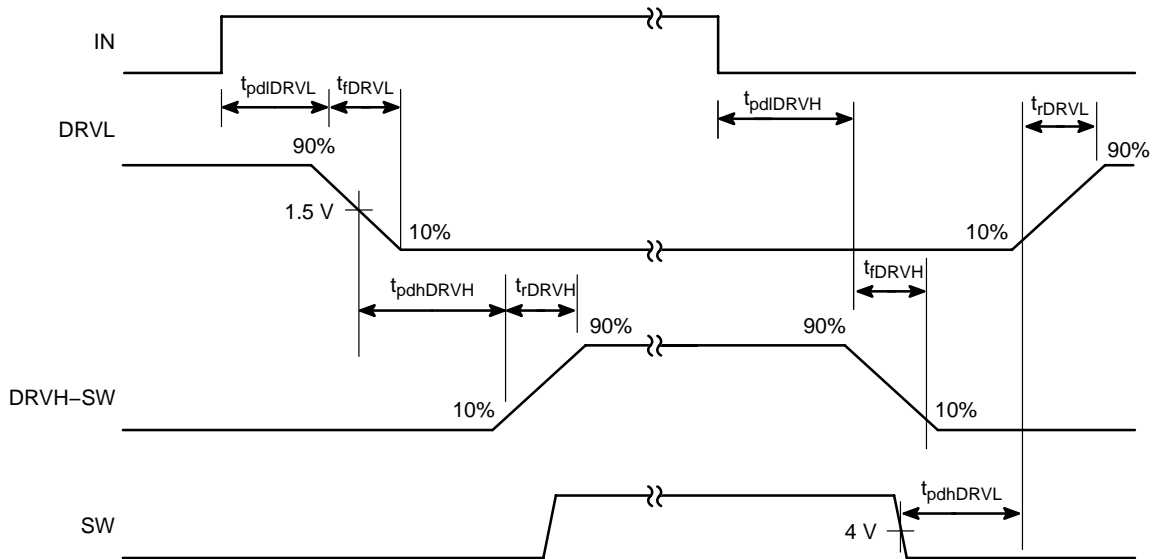 IN
tpdlDRVL
tfDRVL
tpdlDRVH
trDRVL
DRVL
90%
90%
1.5 V
10%
10%
tpdhDRVH
trDRVH
tfDRVH
90%
90%
DRVH–SW
10%
10%
tpdhDRVL
SW
4 V